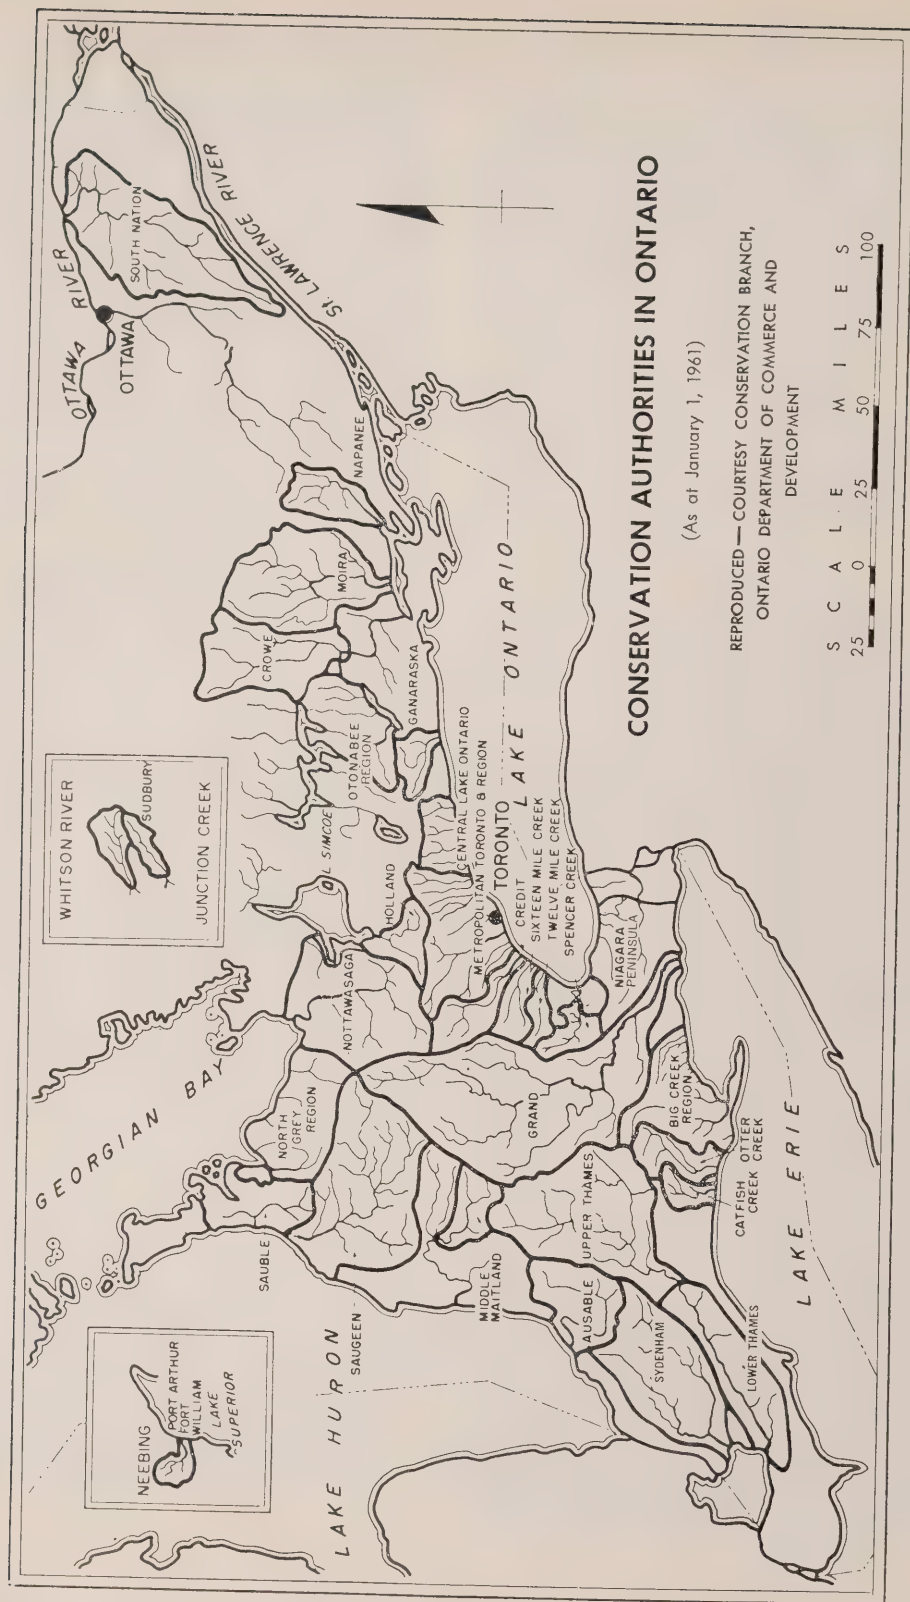 CONSERVATION AUTHORITIES IN ONTARIO
(As at January 1, 1961)
REPRODUCED—COURTESY CONSERVATION BRANCH,
ONTARIO DEPARTMENT OF COMMERCE AND
DEVELOPMENT
SCALE MILES
25 0 25 50 75 100
NEEBING
PORT ARTHUR
FORT
WILLIAM
LAKE
SUPERIOR
WHITSON RIVER
SUDBURY
JUNCTION CREEK
GEORGIAN BAY
LAKE HURON
SAUGEEN
SAUBLE
NORTH
GREY
REGION
NOTTAWASAGA
L SIMCOE
HOLLAND
OTONABEE
REGION
CROWE
MOIRA
NAPANEE
GANARASKA
OTTAWA RIVER
OTTAWA
SOUTH NATION
St. LAWRENCE RIVER
CENTRAL LAKE ONTARIO
METROPOLITAN TORONTO & REGION
TORONTO
LAKE ONTARIO
CREDIT
SIXTEEN MILE CREEK
TWELVE MILE CREEK
SPENCER CREEK
NIAGARA
PENINSULA
GRAND
MIDDLE
MAITLAND
AUSABLE
UPPER THAMES
SYDENHAM
LOWER THAMES
BIG CREEK
REGION
CATFISH
CREEK
OTTER
CREEK
LAKE ERIE